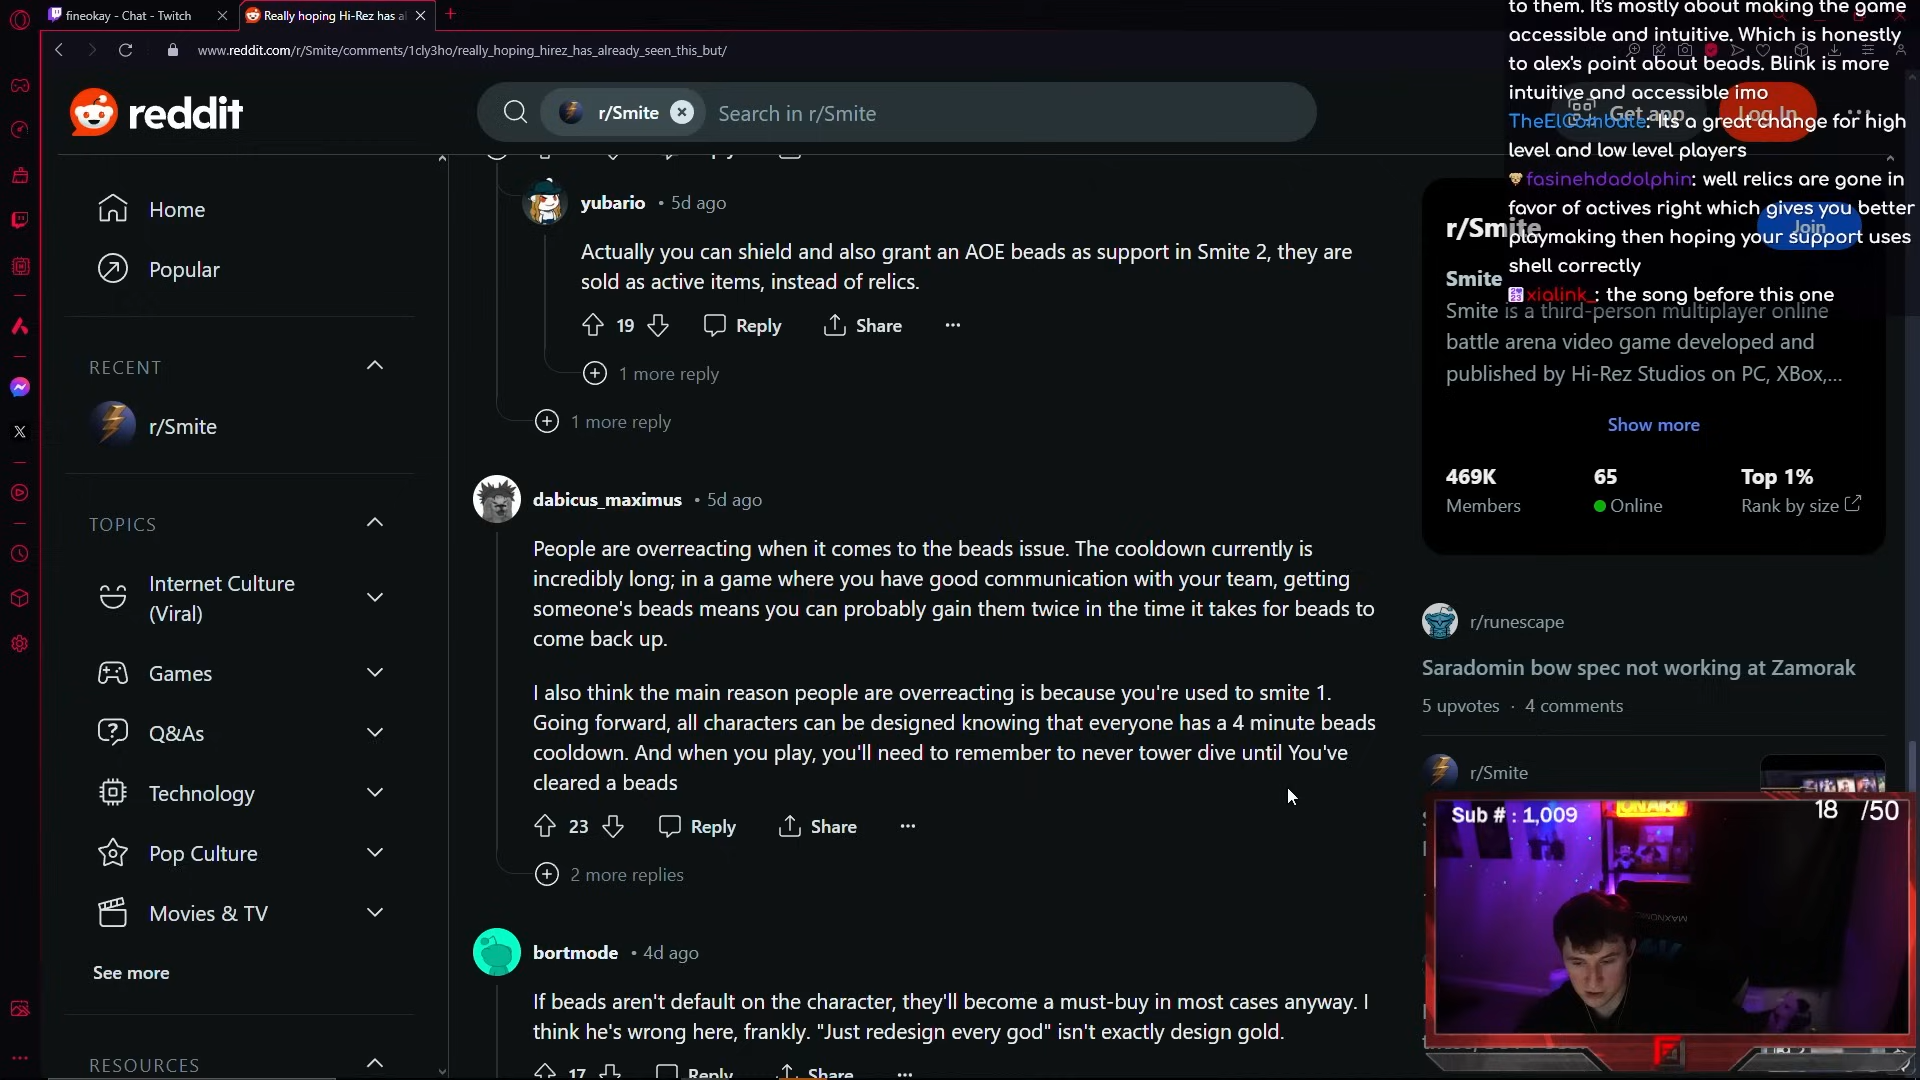 fineokay - Chat - Twitch
Really hoping Hi-Rez has al
www.reddit.com/r/Smite/comments/1cly3ho/really_hoping_hirez_has_already_seen_this_but/
reddit
r/Smite
Search in r/Smite
Get app
Log In
to them. It's mostly about making the game
accessible and intuitive. Which is honestly
to alex's point about beads. Blink is more
intuitive and accessible imo
TheElCombate: Its a great change for high
level and low level players
fasinehdadolphin: well relics are gone in
favor of actives right which gives you better
playmaking then hoping your support uses
shell correctly
xialink_: the song before this one
Home
Popular
RECENT
r/Smite
TOPICS
Internet Culture
(Viral)
Games
Q&As
Technology
Pop Culture
Movies & TV
See more
RESOURCES
yubario • 5d ago
Actually you can shield and also grant an AOE beads as support in Smite 2, they are
sold as active items, instead of relics.
19 Reply Share
1 more reply
1 more reply
dabicus_maximus • 5d ago
People are overreacting when it comes to the beads issue. The cooldown currently is
incredibly long; in a game where you have good communication with your team, getting
someone's beads means you can probably gain them twice in the time it takes for beads to
come back up.
I also think the main reason people are overreacting is because you're used to smite 1.
Going forward, all characters can be designed knowing that everyone has a 4 minute beads
cooldown. And when you play, you'll need to remember to never tower dive until You've
cleared a beads
23 Reply Share
2 more replies
bortmode • 4d ago
If beads aren't default on the character, they'll become a must-buy in most cases anyway. I
think he's wrong here, frankly. "Just redesign every god" isn't exactly design gold.
17 Reply Share
r/Smite
Join
Smite
Smite is a third-person multiplayer online
battle arena video game developed and
published by Hi-Rez Studios on PC, XBox,...
Show more
469K 65 Top 1%
Members Online Rank by size
r/runescape
Saradomin bow spec not working at Zamorak
5 upvotes · 4 comments
r/Smite
Sub # : 1,009
18 /50
MAXNOMIC